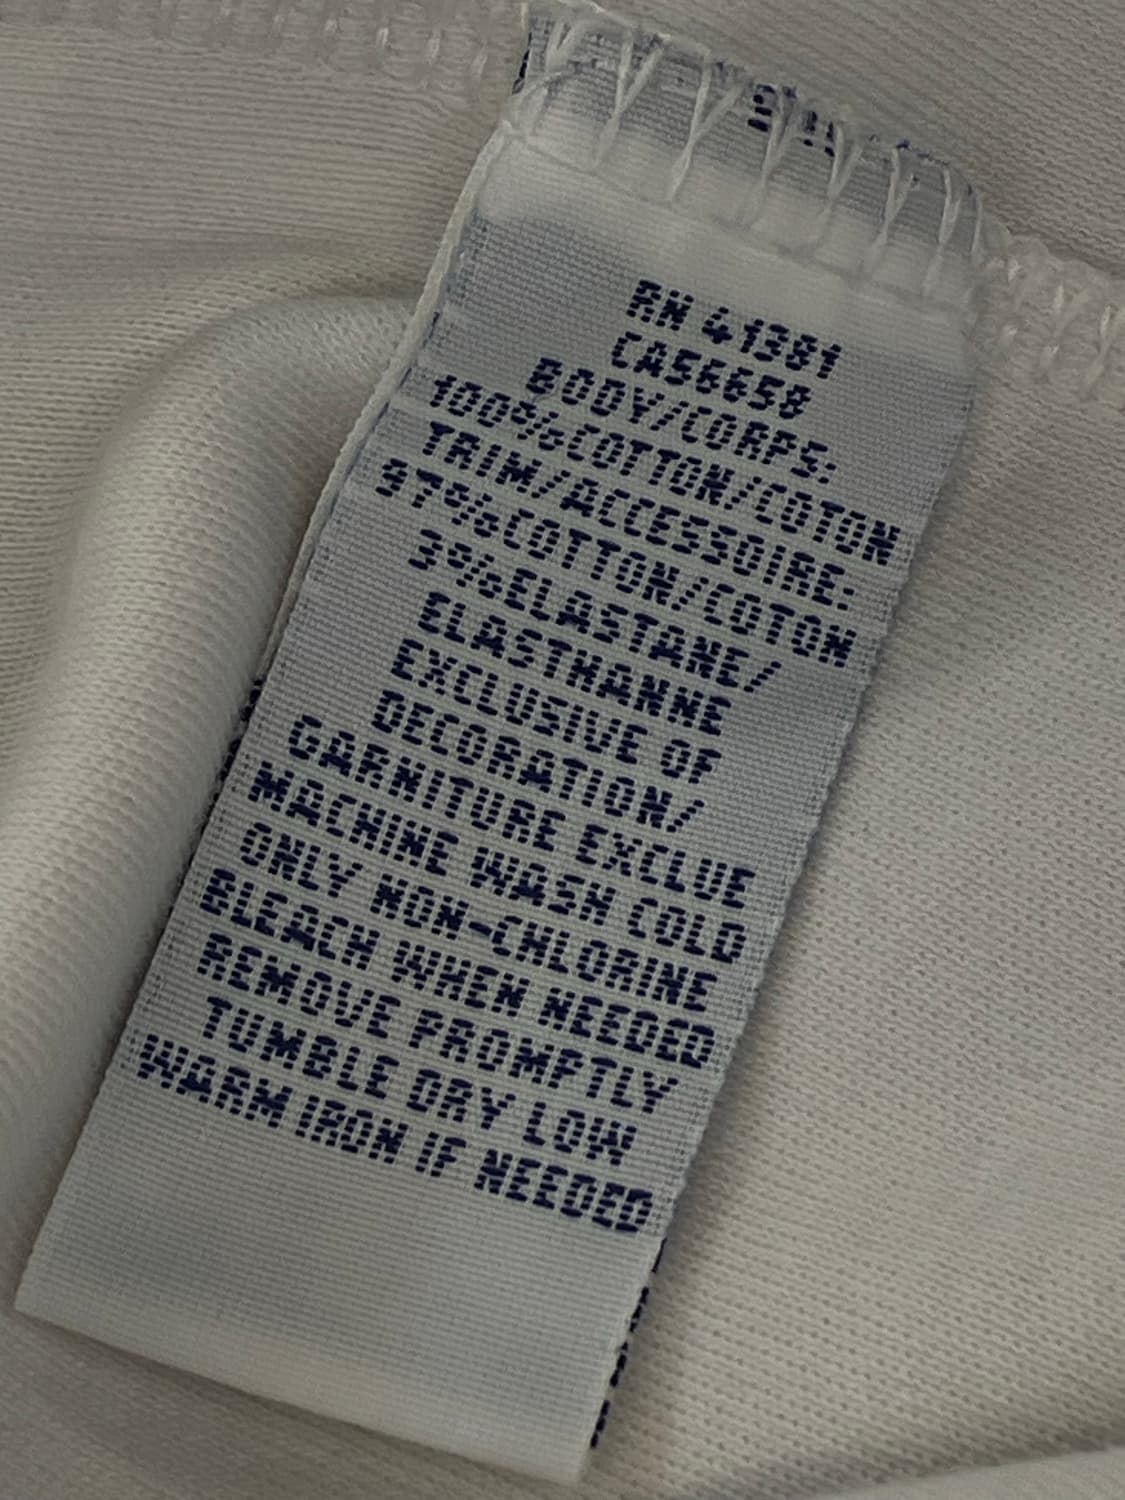 RN 41381
CA56658
BODY/CORPS:
100%COTTON/COTON
TRIM/ACCESSOIRE:
97%COTTON/COTON
3%ELASTANE/
ELASTHANNE
EXCLUSIVE OF
DECORATION/
GARNITURE EXCLUE
MACHINE WASH COLD
ONLY NON-CHLORINE
BLEACH WHEN NEEDED
REMOVE PROMPTLY
TUMBLE DRY LOW
WARM IRON IF NEEDED